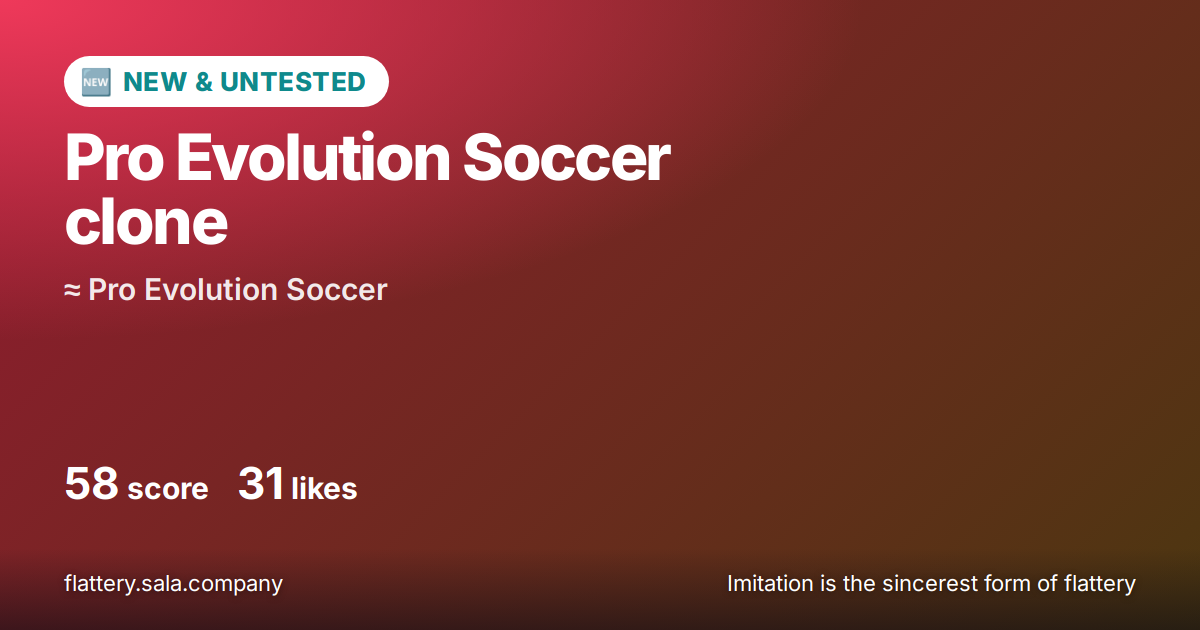 🆕 NEW & UNTESTED
Pro Evolution Soccer
clone
≈ Pro Evolution Soccer
58 score 31 likes
flattery.sala.company
Imitation is the sincerest form of flattery